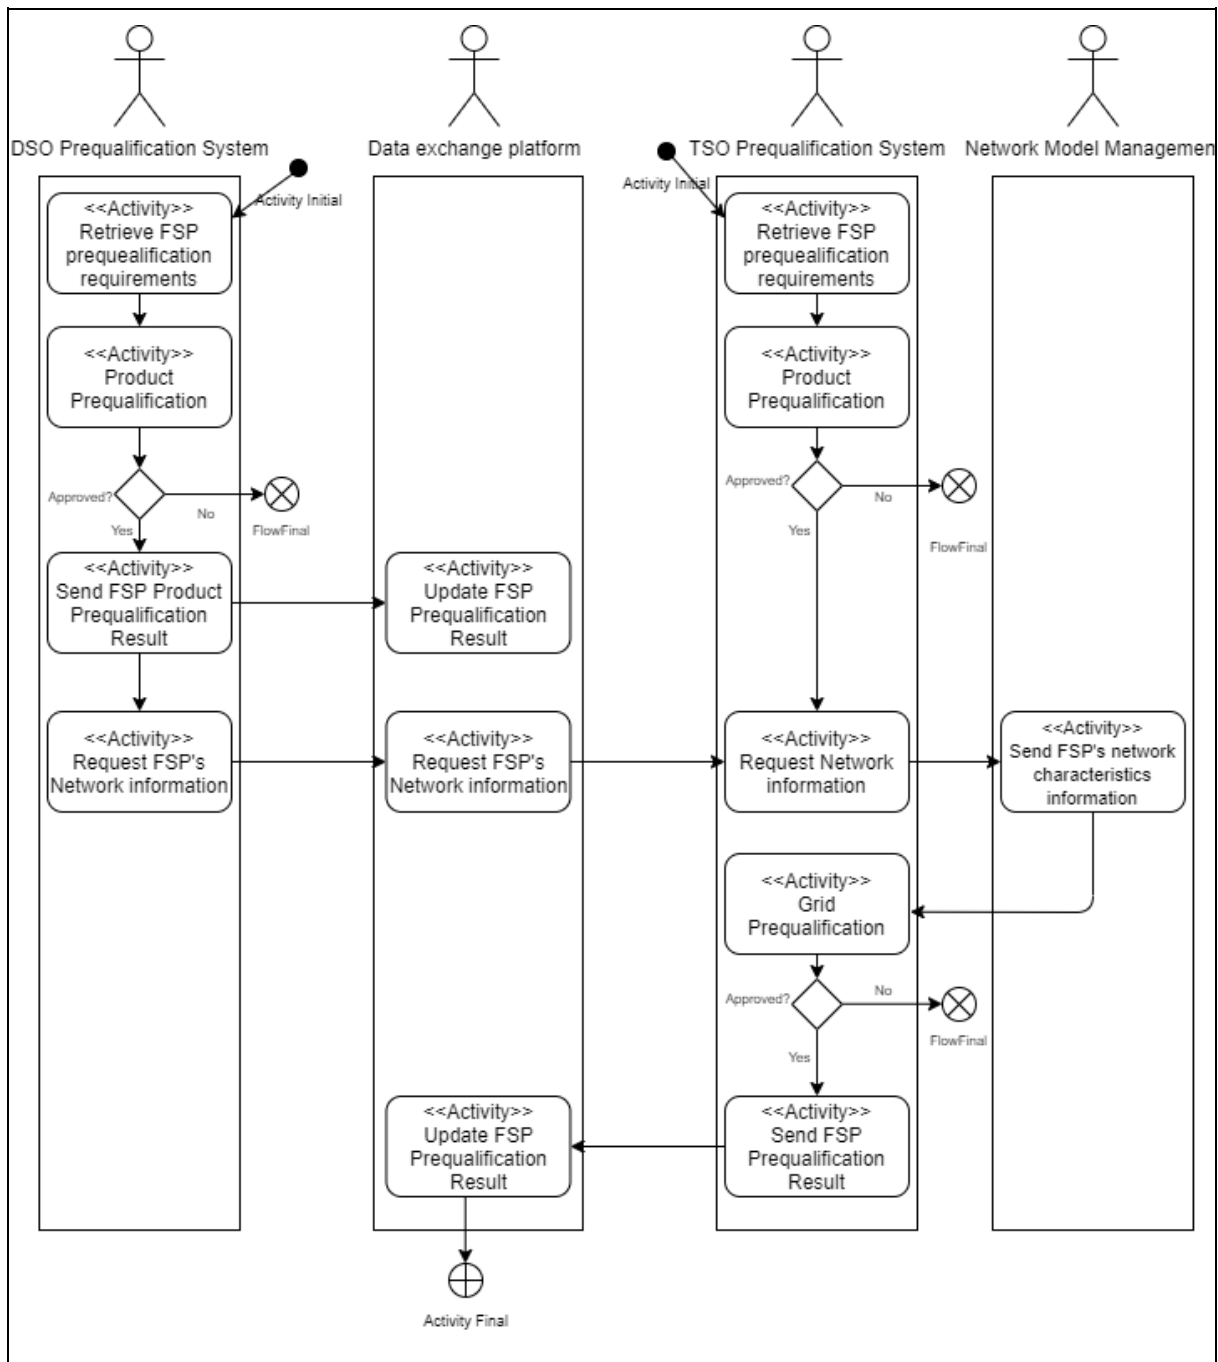 DSO Prequalification System
Data exchange platform
TSO Prequalification System
Network Model Managemen
Activity Initial
Activity Initial
<<Activity>>
Retrieve FSP
prequealification
requirements
<<Activity>>
Retrieve FSP
prequealification
requirements
<<Activity>>
Product
Prequalification
<<Activity>>
Product
Prequalification
Approved?
No
Yes
FlowFinal
Approved?
No
Yes
FlowFinal
<<Activity>>
Send FSP Product
Prequalification
Result
<<Activity>>
Update FSP
Prequalification
Result
<<Activity>>
Request FSP's
Network information
<<Activity>>
Request FSP's
Network information
<<Activity>>
Request Network
information
<<Activity>>
Send FSP's network
characteristics
information
<<Activity>>
Grid
Prequalification
Approved?
No
Yes
FlowFinal
<<Activity>>
Update FSP
Prequalification
Result
<<Activity>>
Send FSP
Prequalification
Result
Activity Final